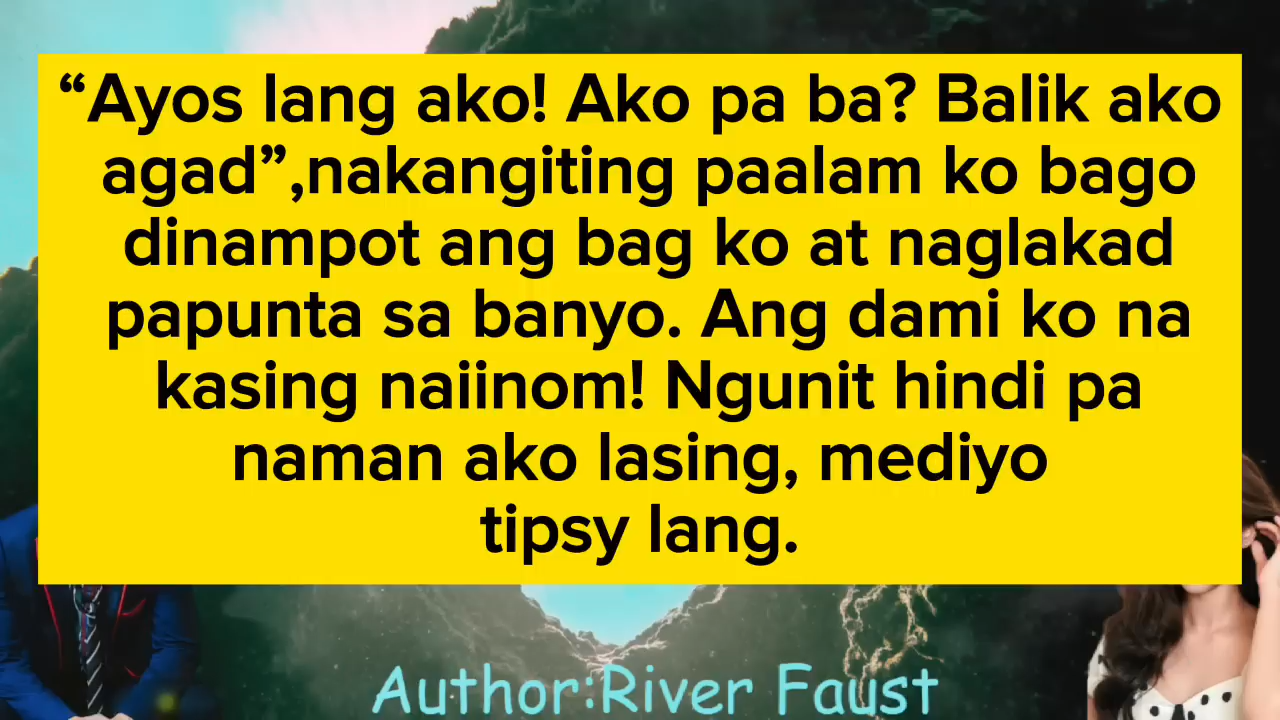 “Ayos lang ako! Ako pa ba? Balik ako
agad”,nakangiting paalam ko bago
dinampot ang bag ko at naglakad
papunta sa banyo. Ang dami ko na
kasing naiinom! Ngunit hindi pa
naman ako lasing, mediyo
tipsy lang.
Author:River Faust